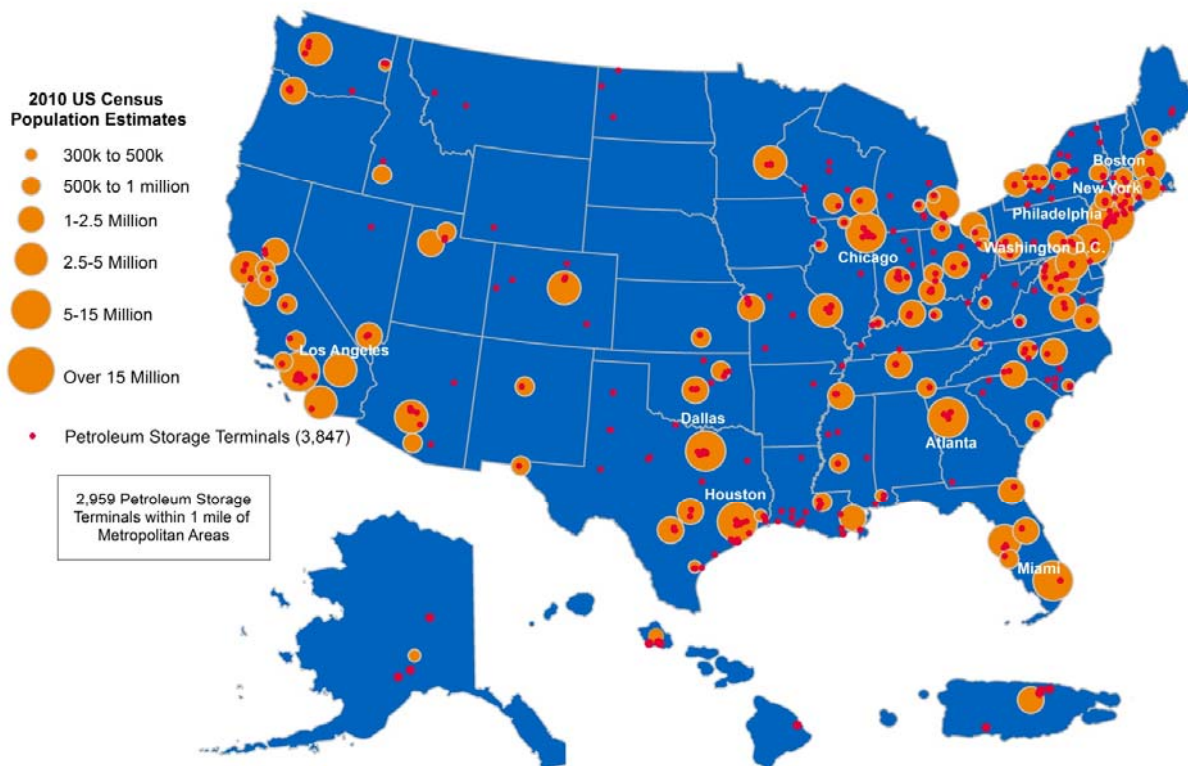 2010 US Census
Population Estimates
300k to 500k
500k to 1 million
1-2.5 Million
2.5-5 Million
5-15 Million
Over 15 Million
Petroleum Storage Terminals (3,847)
2,959 Petroleum Storage
Terminals within 1 mile of
Metropolitan Areas
Boston
New York
Philadelphia
Washington D.C.
Chicago
Los Angeles
Dallas
Atlanta
Houston
Miami